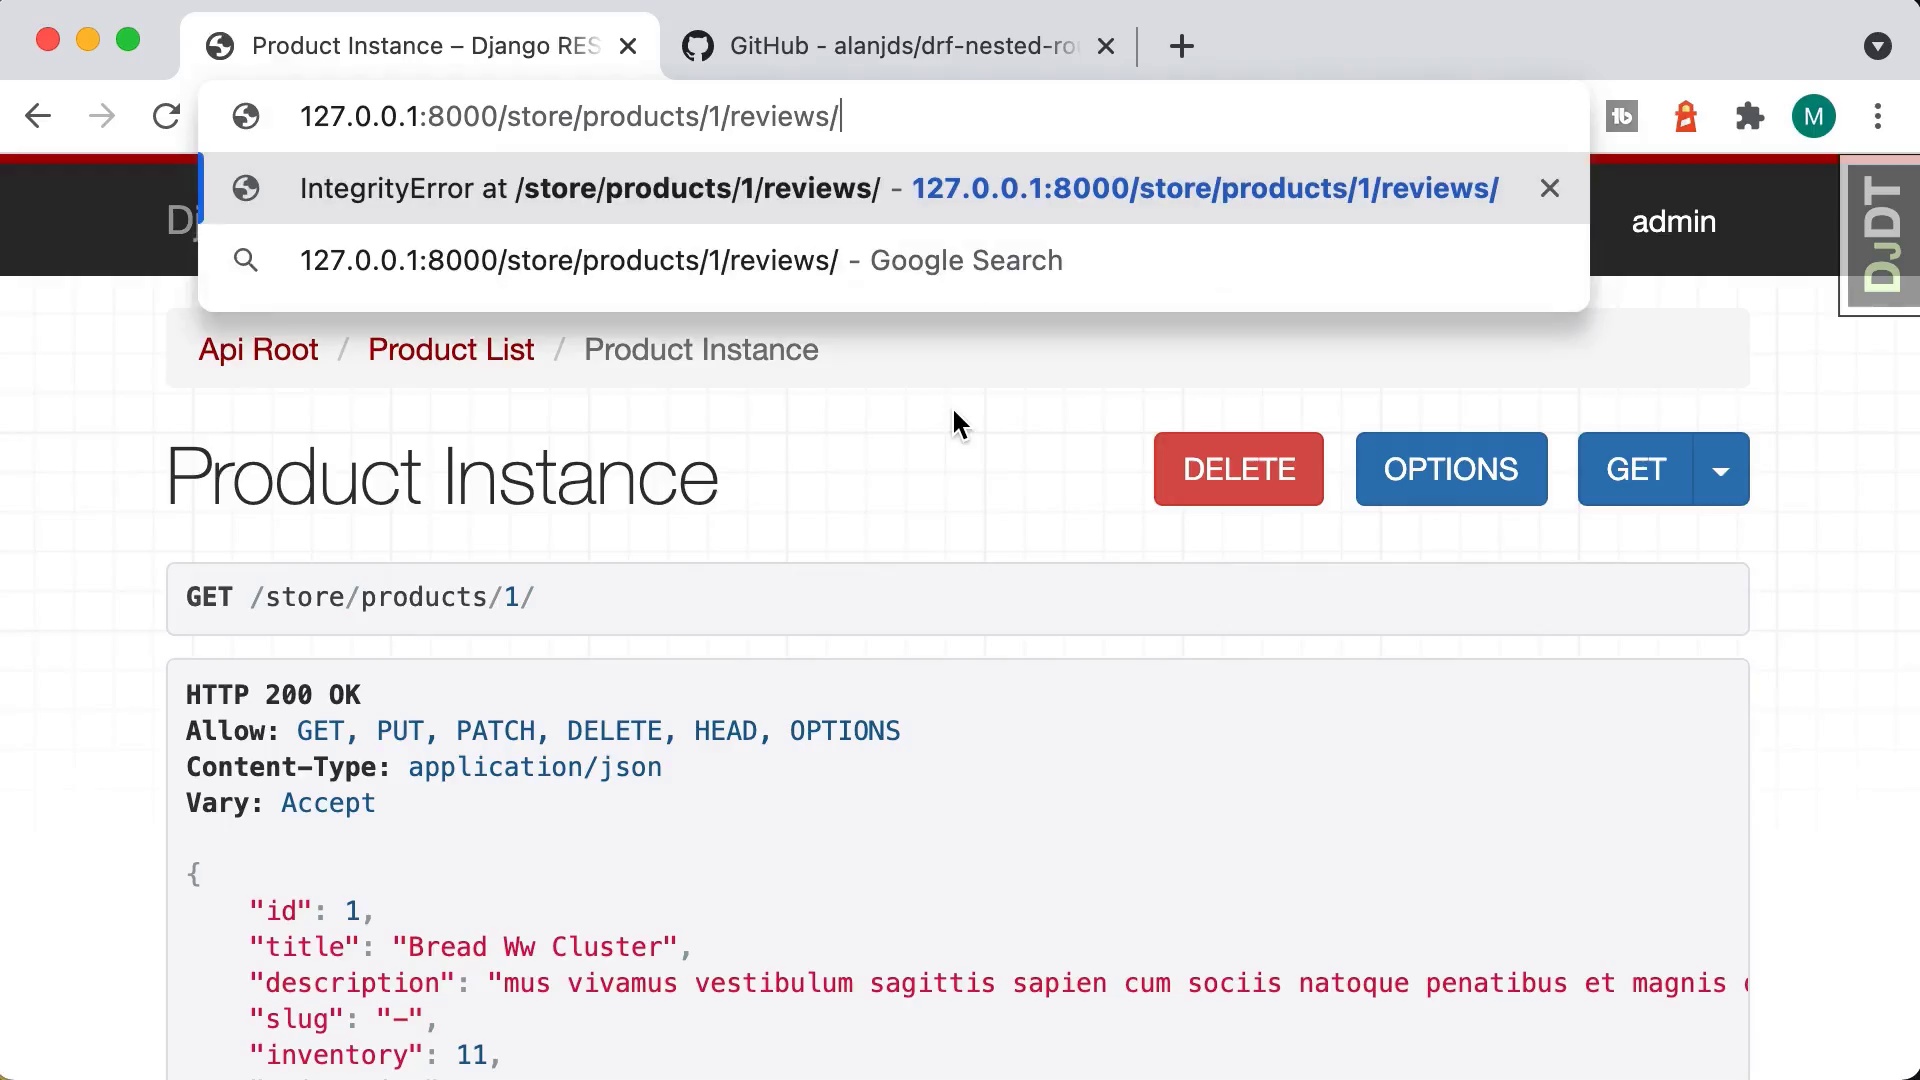 Product Instance – Django RES
GitHub - alanjds/drf-nested-ro
127.0.0.1:8000/store/products/1/reviews/
M
IntegrityError at /store/products/1/reviews/ - 127.0.0.1:8000/store/products/1/reviews/
127.0.0.1:8000/store/products/1/reviews/ - Google Search
Dj
admin
DJDT
Api Root / Product List / Product Instance
Product Instance
DELETE
OPTIONS
GET
GET /store/products/1/
HTTP 200 OK
Allow: GET, PUT, PATCH, DELETE, HEAD, OPTIONS
Content-Type: application/json
Vary: Accept
{
"id": 1,
"title": "Bread Ww Cluster",
"description": "mus vivamus vestibulum sagittis sapien cum sociis natoque penatibus et magnis
"slug": "-",
"inventory": 11,